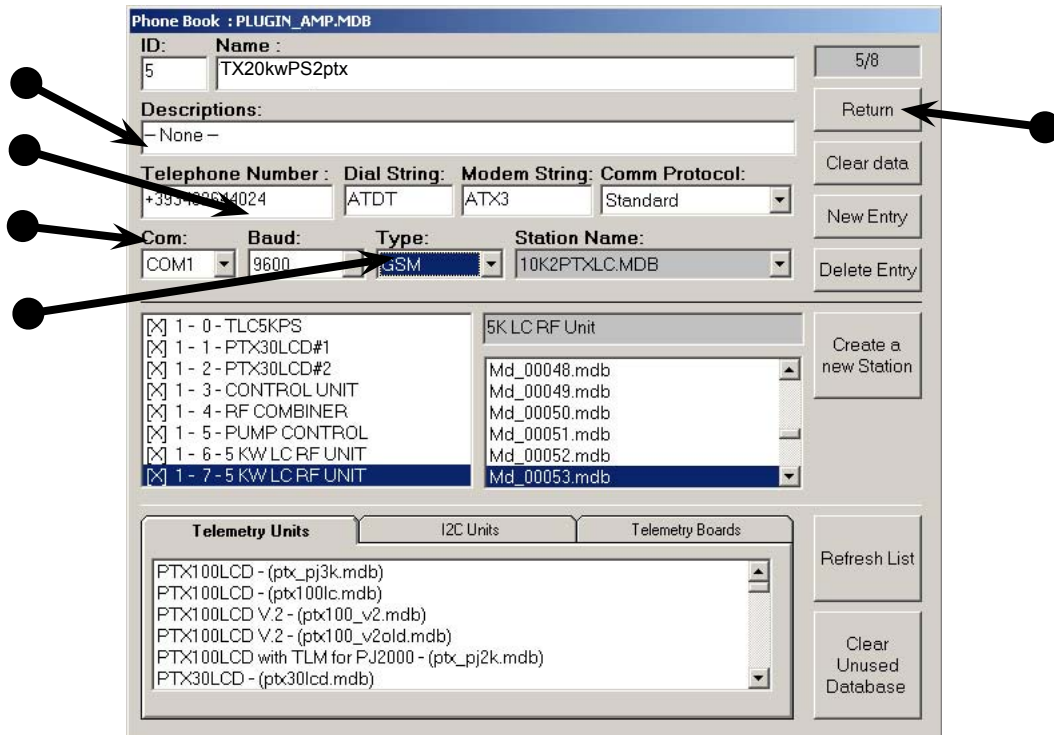 Phone Book : PLUGIN_AMP.MDB
ID: Name :
5 TX20kwPS2ptx
5/8
Descriptions:
Return
– None –
Clear data
Telephone Number : Dial String: Modem String: Comm Protocol:
ATDT ATX3 Standard
New Entry
Com: Baud: Type: Station Name:
COM1 9600 GSM 10K2PTXLC.MDB
Delete Entry
[X] 1 - 0 - TLC5KPS
[X] 1 - 1 - PTX30LCD#1
[X] 1 - 2 - PTX30LCD#2
[X] 1 - 3 - CONTROL UNIT
[X] 1 - 4 - RF COMBINER
[X] 1 - 5 - PUMP CONTROL
[X] 1 - 6 - 5 KW LC RF UNIT
[X] 1 - 7 - 5 KW LC RF UNIT
5K LC RF Unit
Md_00048.mdb
Md_00049.mdb
Md_00050.mdb
Md_00051.mdb
Md_00052.mdb
Md_00053.mdb
Create a
new Station
Telemetry Units I2C Units Telemetry Boards
PTX100LCD - (ptx_pj3k.mdb)
PTX100LCD - (ptx100lc.mdb)
PTX100LCD V.2 - (ptx100_v2.mdb)
PTX100LCD V.2 - (ptx100_v2old.mdb)
PTX100LCD with TLM for PJ2000 - (ptx_pj2k.mdb)
PTX30LCD - (ptx30lcd.mdb)
Refresh List
Clear
Unused
Database